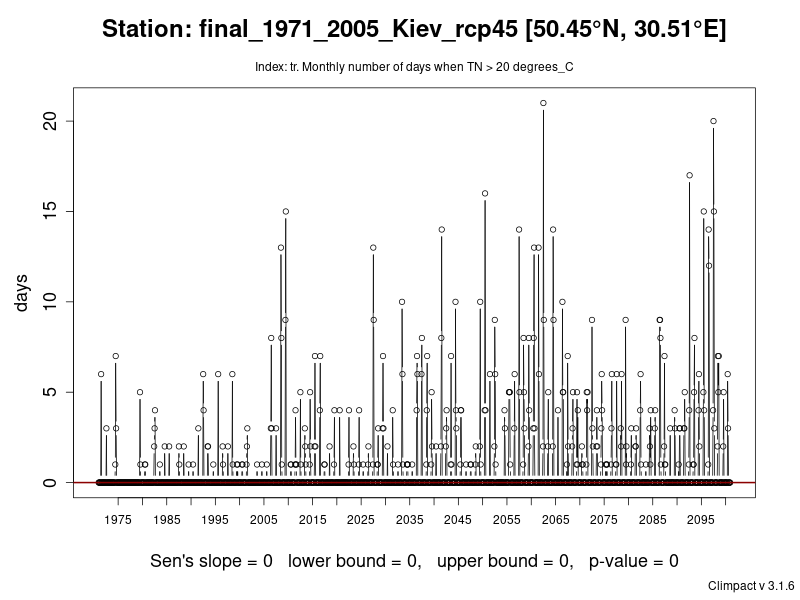 Station: final_1971_2005_Kiev_rcp45 [50.45°N, 30.51°E]
Index: tr. Monthly number of days when TN > 20 degrees_C
20
15
10
5
0
days
1975 1985 1995 2005 2015 2025 2035 2045 2055 2065 2075 2085 2095
Sen's slope = 0 lower bound = 0, upper bound = 0, p-value = 0
Climpact v 3.1.6